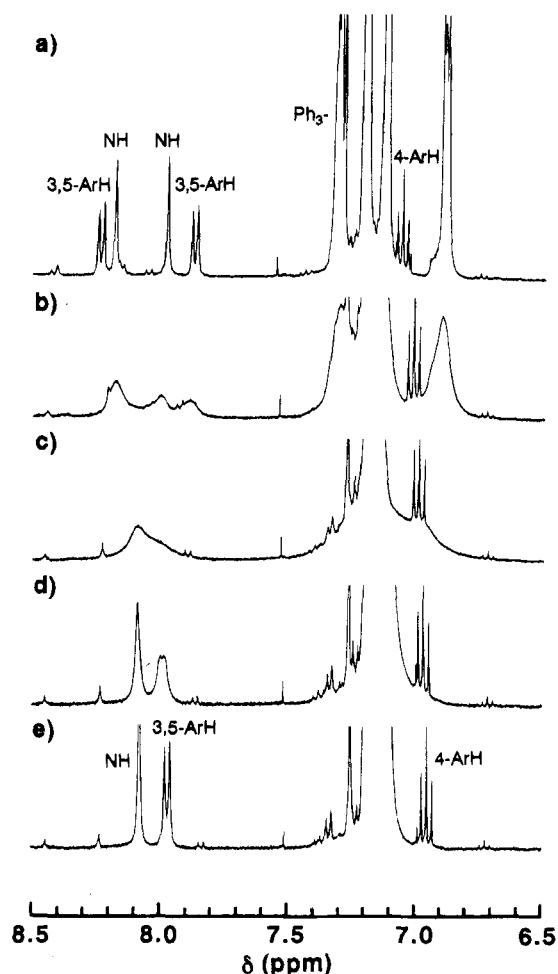 a)
Ph3-
NH NH
4-ArH
3,5-ArH 3,5-ArH
b)
c)
d)
e)
3,5-ArH
NH
4-ArH
8.5 8.0 7.5 7.0 6.5
δ (ppm)